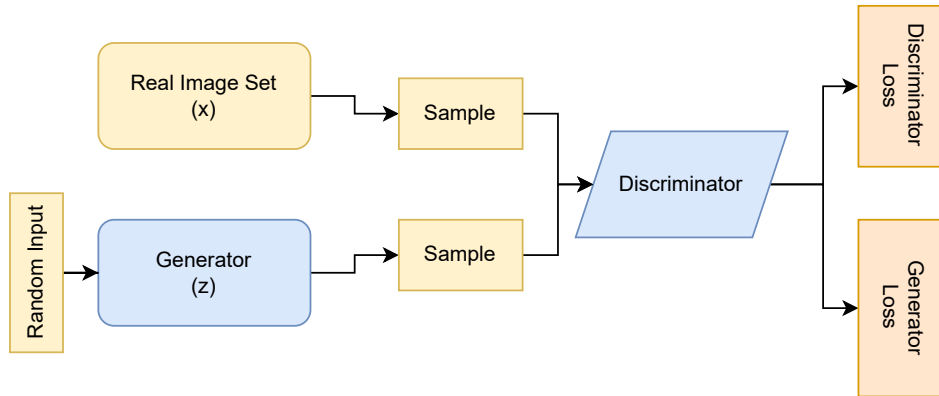 Real Image Set
(x)
Sample
Discriminator
Loss
Random Input
Generator
(z)
Sample
Discriminator
Generator
Loss